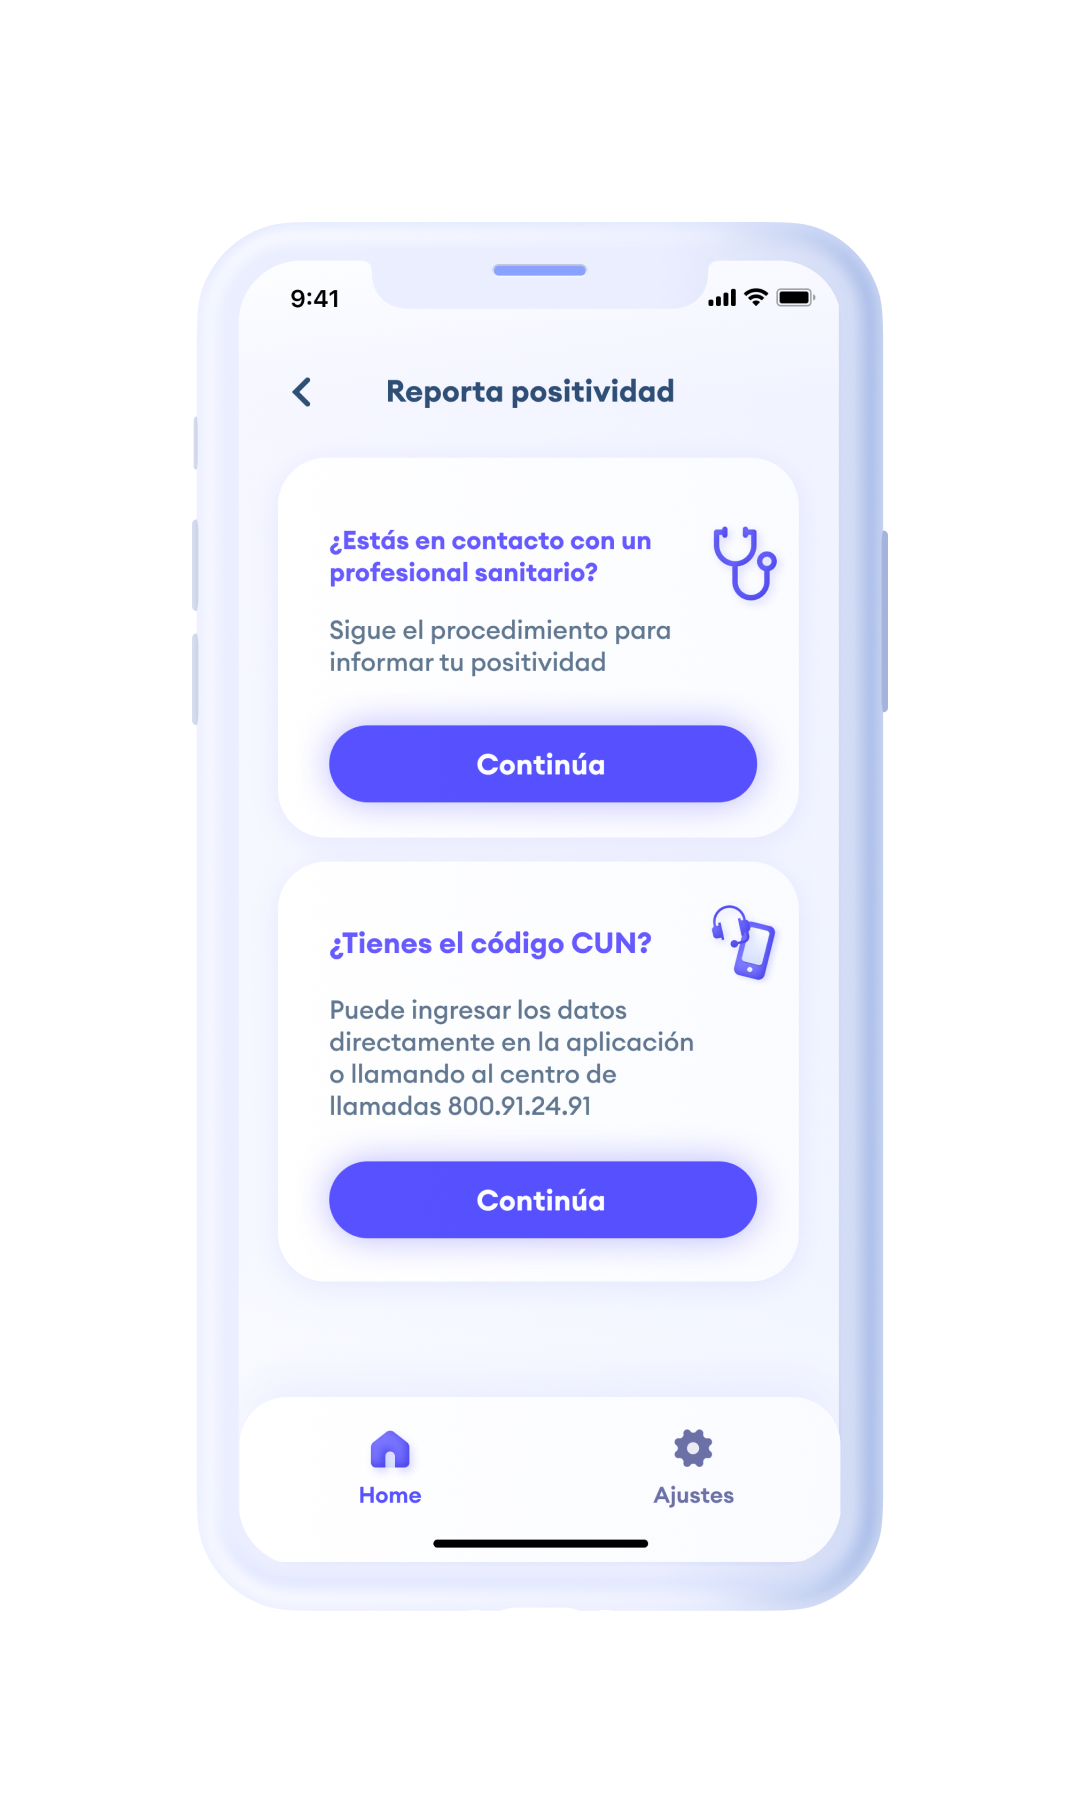 9:41
Reporta positividad
¿Estás en contacto con un
profesional sanitario?
Sigue el procedimiento para
informar tu positividad
Continúa
¿Tienes el código CUN?
Puede ingresar los datos
directamente en la aplicación
o llamando al centro de
llamadas 800.91.24.91
Continúa
Home
Ajustes